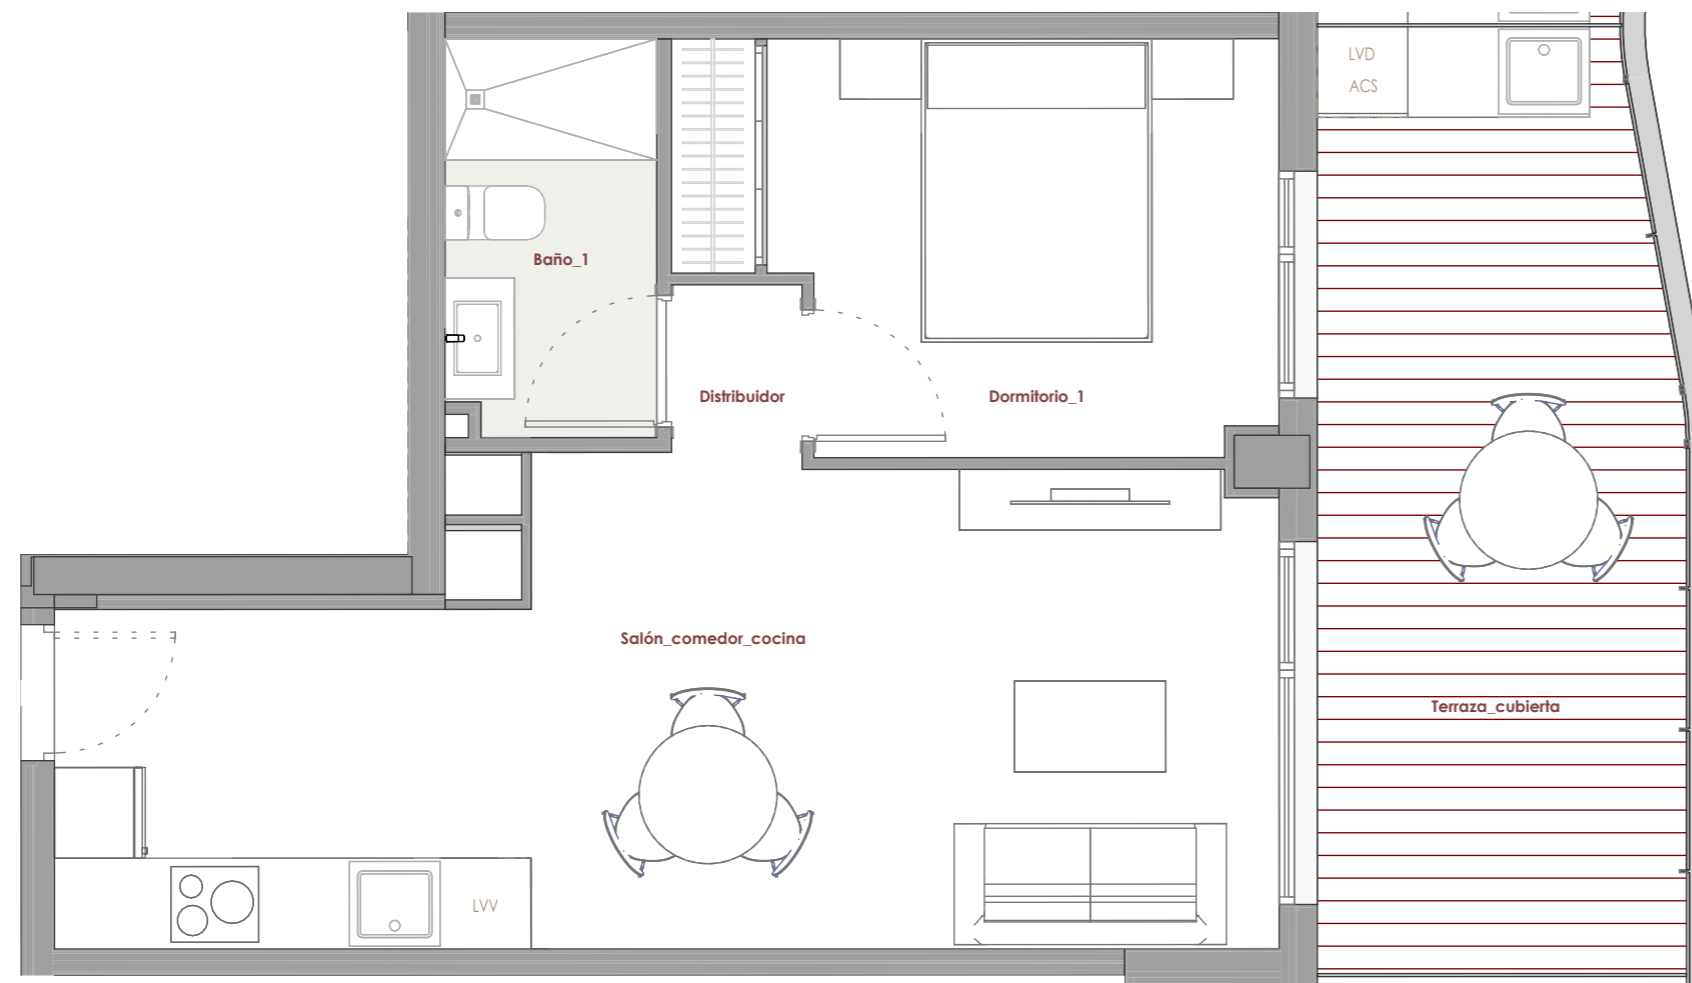 LVD
ACS
Baño_1
Distribuidor
Dormitorio_1
Salón_comedor_cocina
Terraza_cubierta
LVV